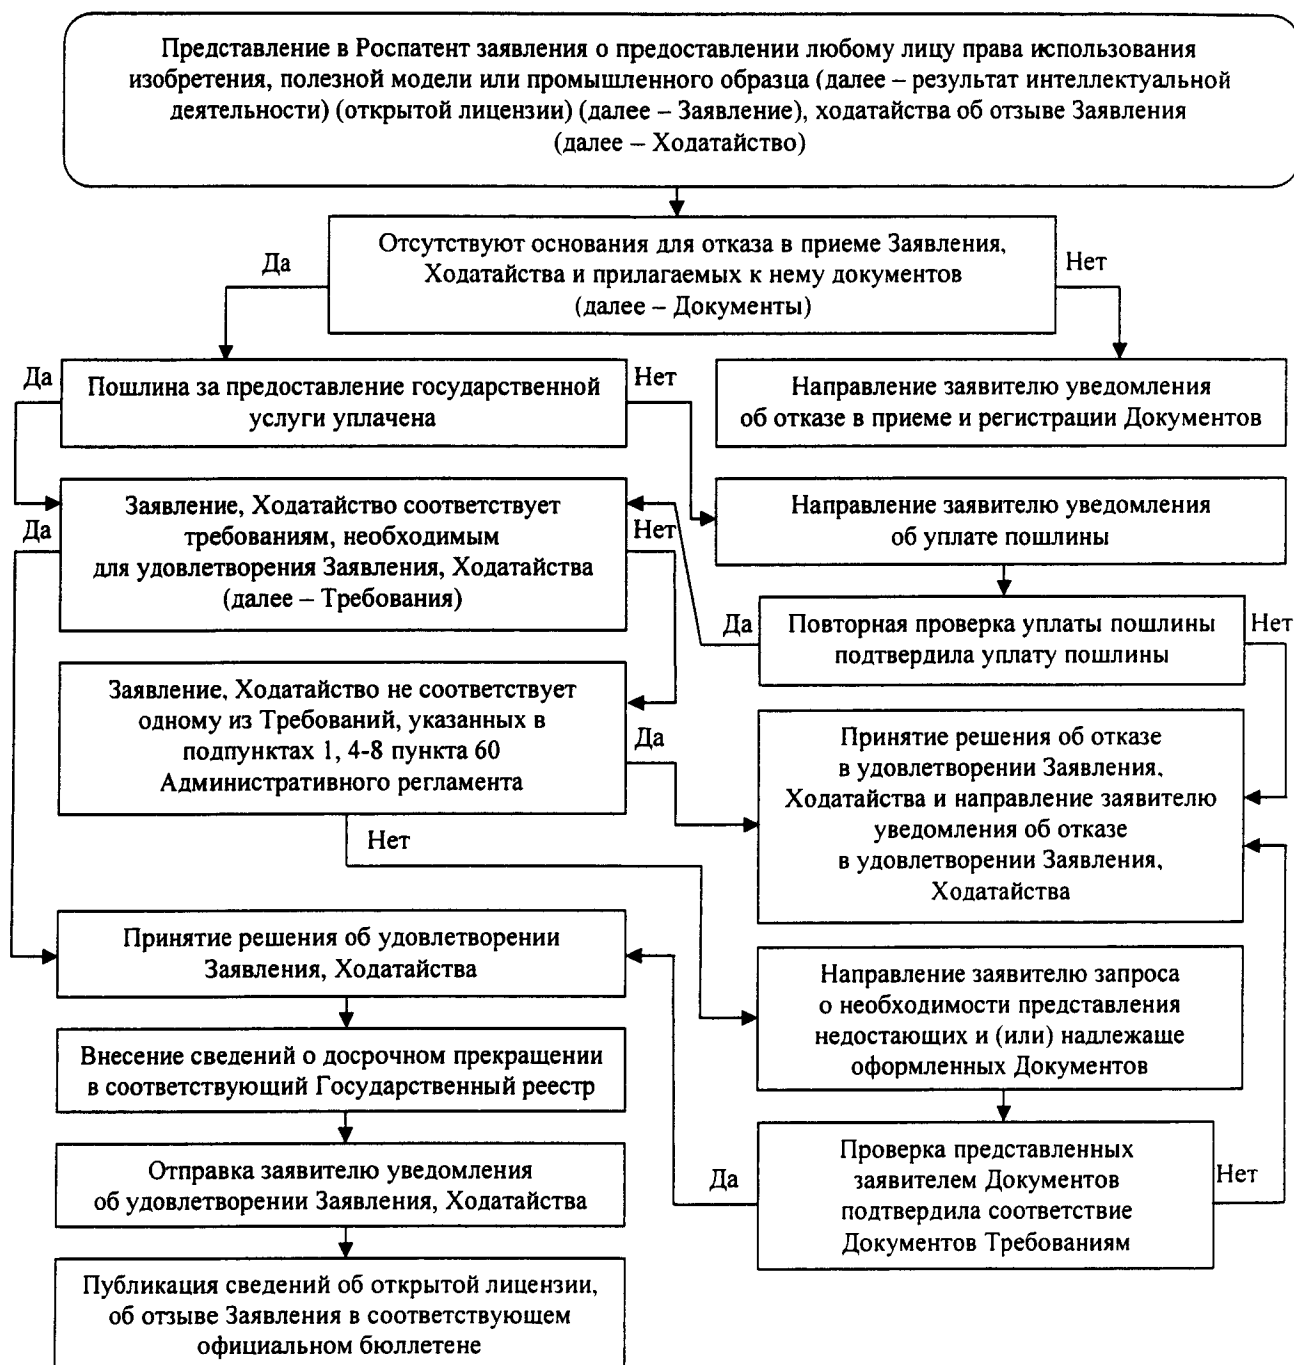 Представление в Роспатент заявления о предоставлении любому лицу права использования
изобретения, полезной модели или промышленного образца (далее – результат интеллектуальной
деятельности) (открытой лицензии) (далее – Заявление), ходатайства об отзыве Заявления
(далее – Ходатайство)
Отсутствуют основания для отказа в приеме Заявления,
Ходатайства и прилагаемых к нему документов
(далее – Документы)
Да
Нет
Да
Пошлина за предоставление государственной
услуги уплачена
Нет
Направление заявителю уведомления
об отказе в приеме и регистрации Документов
Да
Заявление, Ходатайство соответствует
требованиям, необходимым
для удовлетворения Заявления, Ходатайства
(далее – Требования)
Нет
Направление заявителю уведомления
об уплате пошлины
Да
Повторная проверка уплаты пошлины
подтвердила уплату пошлины
Нет
Заявление, Ходатайство не соответствует
одному из Требований, указанных в
подпунктах 1, 4-8 пункта 60
Административного регламента
Да
Нет
Принятие решения об отказе
в удовлетворении Заявления,
Ходатайства и направление заявителю
уведомления об отказе
в удовлетворении Заявления,
Ходатайства
Принятие решения об удовлетворении
Заявления, Ходатайства
Направление заявителю запроса
о необходимости представления
недостающих и (или) надлежаще
оформленных Документов
Внесение сведений о досрочном прекращении
в соответствующий Государственный реестр
Да
Проверка представленных
заявителем Документов
подтвердила соответствие
Документов Требованиям
Нет
Отправка заявителю уведомления
об удовлетворении Заявления, Ходатайства
Публикация сведений об открытой лицензии,
об отзыве Заявления в соответствующем
официальном бюллетене